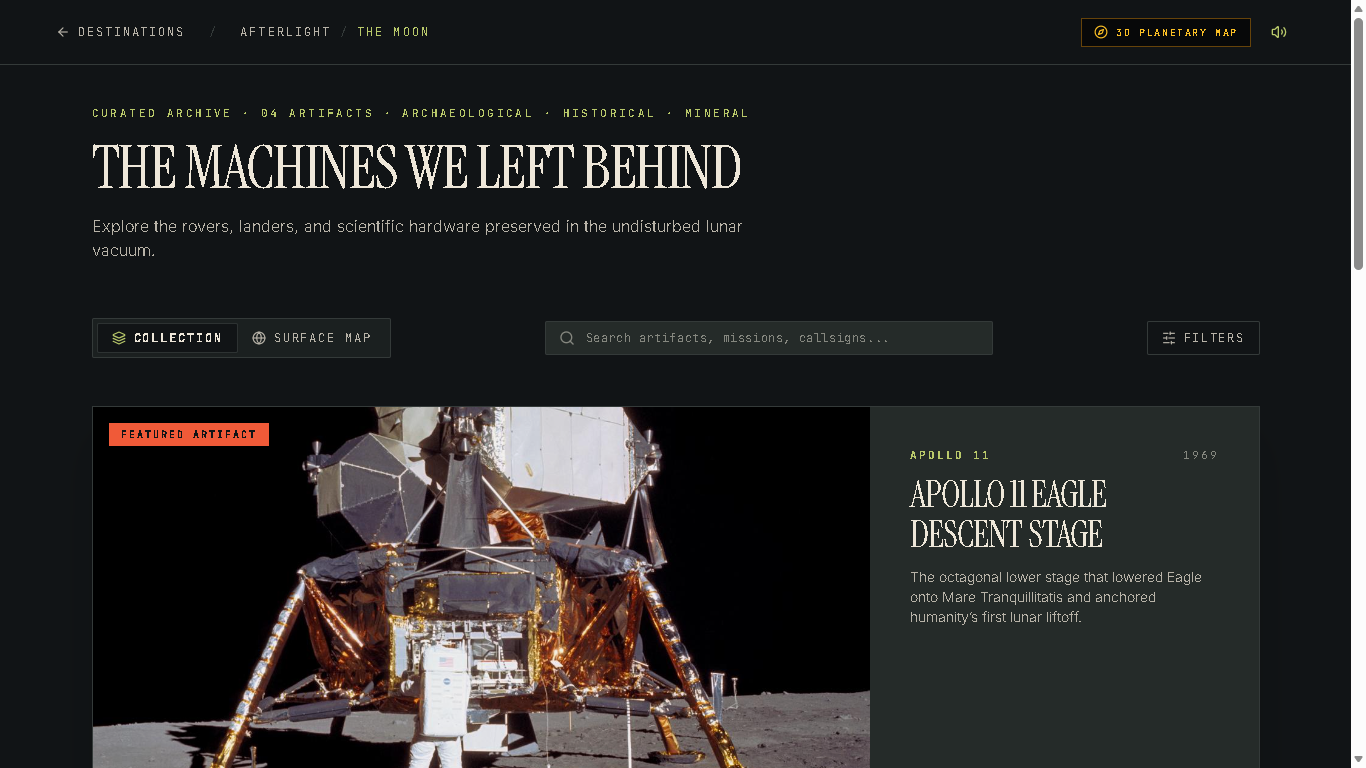 DESTINATIONS / AFTERLIGHT / THE MOON
3D PLANETARY MAP
CURATED ARCHIVE · 04 ARTIFACTS · ARCHAEOLOGICAL · HISTORICAL · MINERAL
THE MACHINES WE LEFT BEHIND
Explore the rovers, landers, and scientific hardware preserved in the undisturbed lunar
vacuum.
COLLECTION
SURFACE MAP
Search artifacts, missions, callsigns...
FILTERS
FEATURED ARTIFACT
APOLLO 11
1969
APOLLO 11 EAGLE
DESCENT STAGE
The octagonal lower stage that lowered Eagle
onto Mare Tranquillitatis and anchored
humanity’s first lunar liftoff.